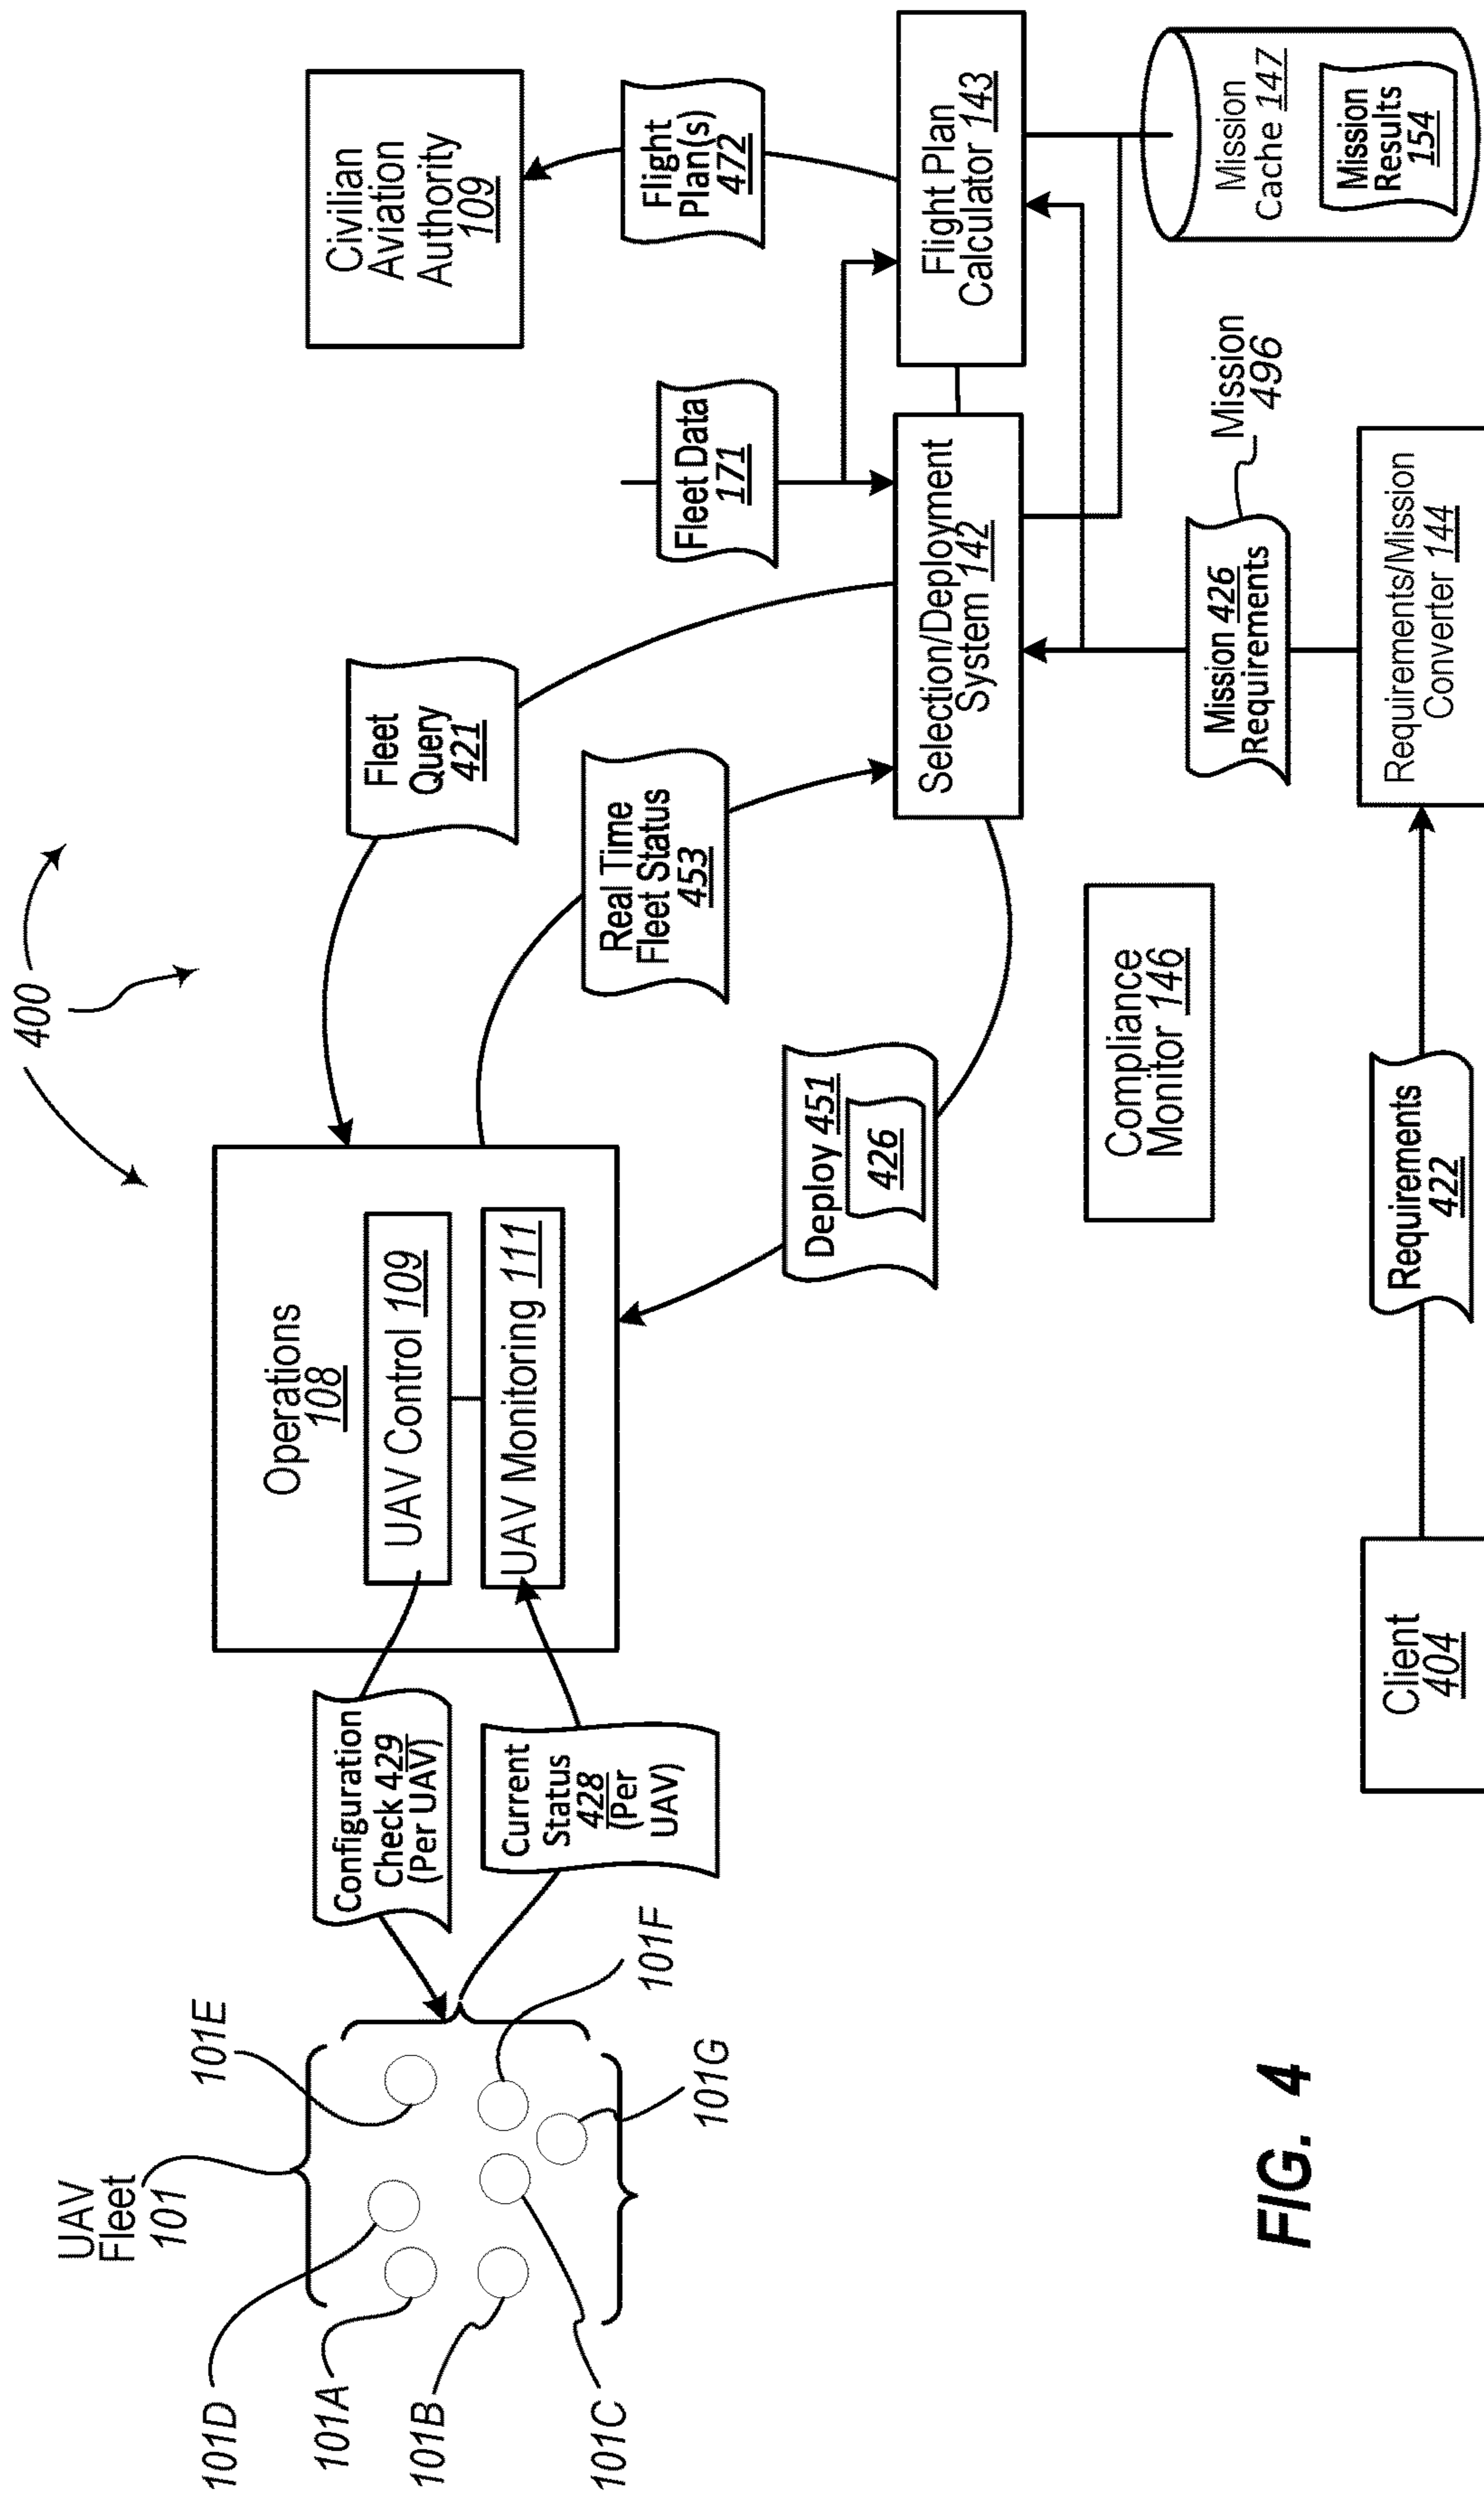 400
UAV
Fleet
101
101D
101A
101B
101C
101E
101F
101G
Configuration
Check 429
(Per UAV)
Current
Status
428
(Per
UAV)
Operations
108
UAV Control 109
UAV Monitoring 111
Fleet
Query
421
Real Time
Fleet Status
453
Deploy 451
426
Fleet Data
171
Civilian
Aviation
Authority
109
Flight
Plan(s)
472
Selection/Deployment
System 142
Flight Plan
Calculator 143
Compliance
Monitor 146
Mission 426
Requirements
Mission
496
Mission
Cache 147
Mission
Results
154
Client
404
Requirements
422
Requirements/Mission
Converter 144
FIG. 4